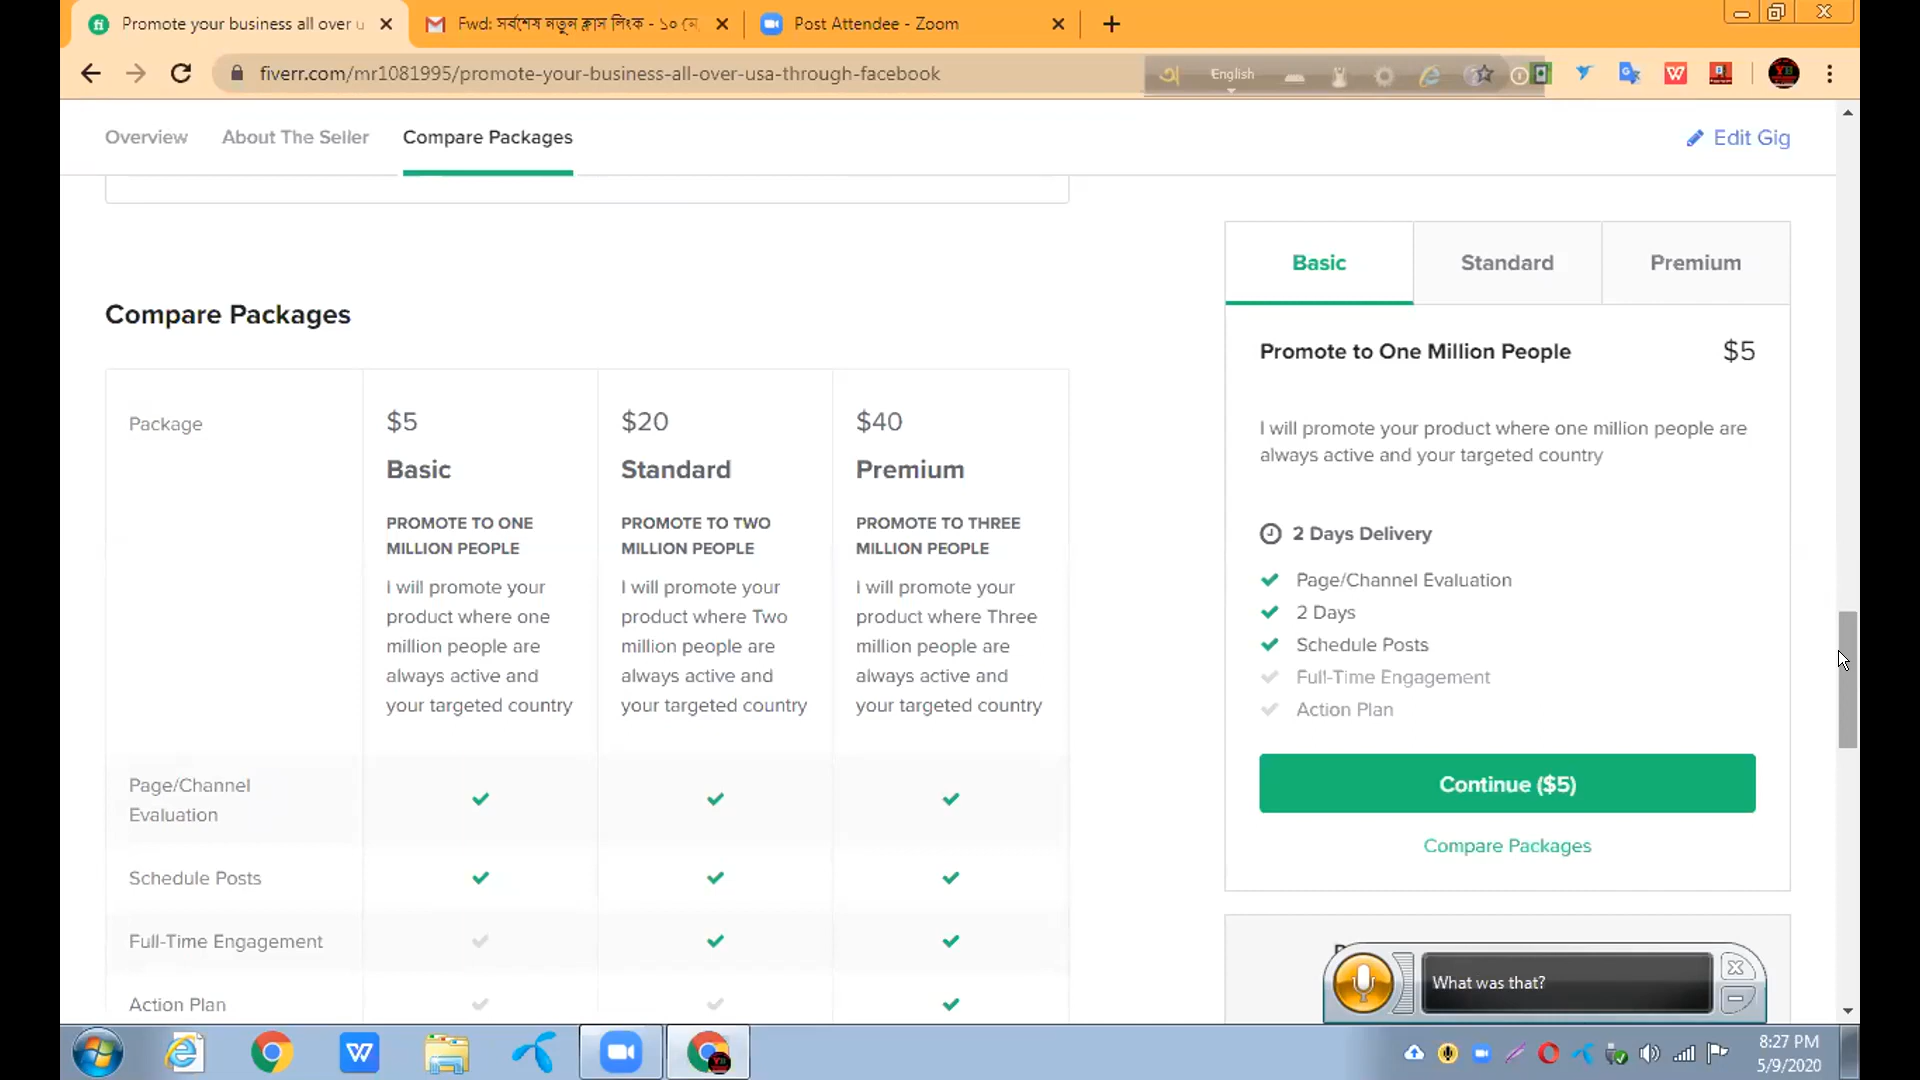 Promote your business all over u
Fwd: সর্বশেষ নতুন ক্লাস লিংক - ১০ মে
Post Attendee - Zoom
fiverr.com/mr1081995/promote-your-business-all-over-usa-through-facebook
English
Overview
About The Seller
Compare Packages
Edit Gig
Compare Packages
Package
$5
Basic
PROMOTE TO ONE
MILLION PEOPLE
I will promote your
product where one
million people are
always active and
your targeted country
$20
Standard
PROMOTE TO TWO
MILLION PEOPLE
I will promote your
product where Two
million people are
always active and
your targeted country
$40
Premium
PROMOTE TO THREE
MILLION PEOPLE
I will promote your
product where Three
million people are
always active and
your targeted country
Page/Channel
Evaluation
Schedule Posts
Full-Time Engagement
Action Plan
Basic
Standard
Premium
Promote to One Million People
$5
I will promote your product where one million people are
always active and your targeted country
2 Days Delivery
Page/Channel Evaluation
2 Days
Schedule Posts
Full-Time Engagement
Action Plan
Continue ($5)
Compare Packages
What was that?
8:27 PM
5/9/2020